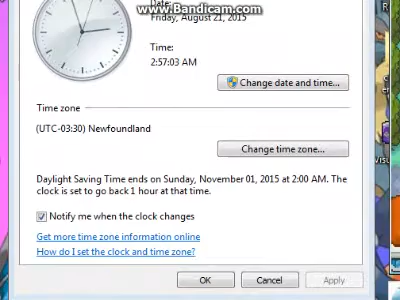 www.Bandicam.com
Date:
Friday, August 21, 2015
Time:
2:57:03 AM
Change date and time...
Time zone
(UTC-03:30) Newfoundland
Change time zone...
Daylight Saving Time ends on Sunday, November 01, 2015 at 2:00 AM. The
clock is set to go back 1 hour at that time.
Notify me when the clock changes
Get more time zone information online
How do I set the clock and time zone?
OK
Cancel
Apply